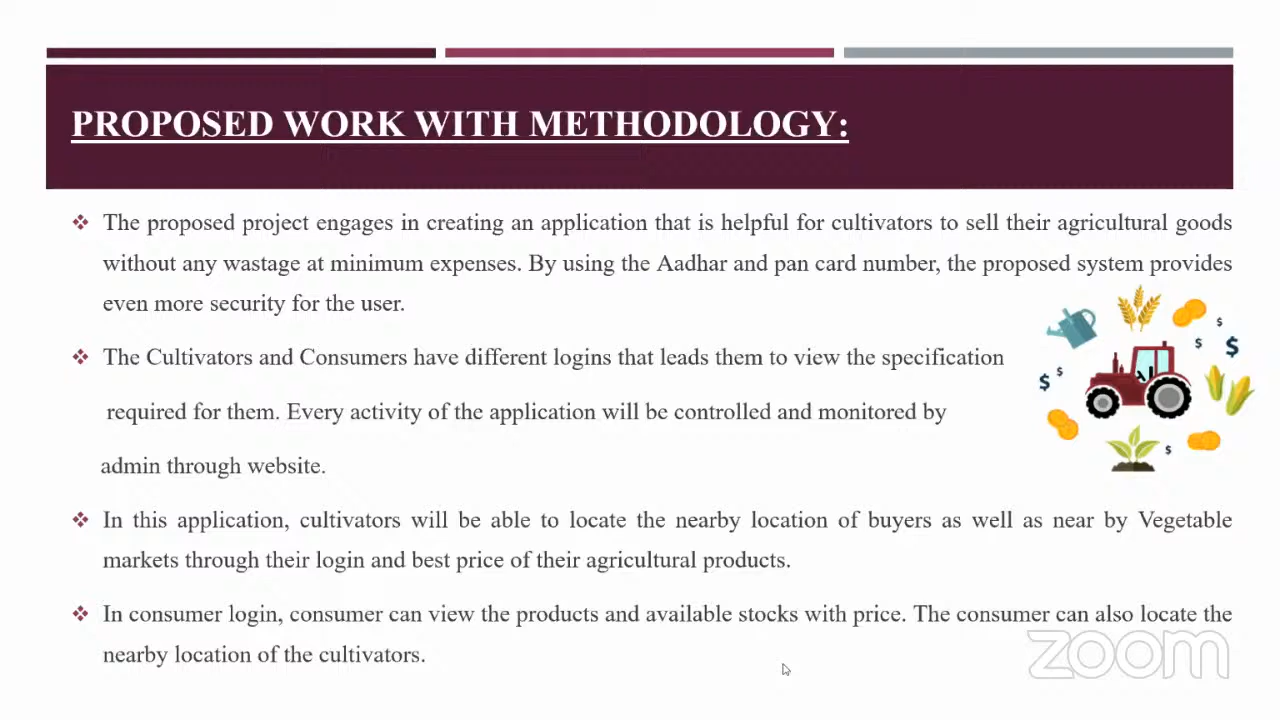 PROPOSED WORK WITH METHODOLOGY:
The proposed project engages in creating an application that is helpful for cultivators to sell their agricultural goods
without any wastage at minimum expenses. By using the Aadhar and pan card number, the proposed system provides
even more security for the user.
The Cultivators and Consumers have different logins that leads them to view the specification
required for them. Every activity of the application will be controlled and monitored by
admin through website.
In this application, cultivators will be able to locate the nearby location of buyers as well as near by Vegetable
markets through their login and best price of their agricultural products.
In consumer login, consumer can view the products and available stocks with price. The consumer can also locate the
nearby location of the cultivators.
zoom